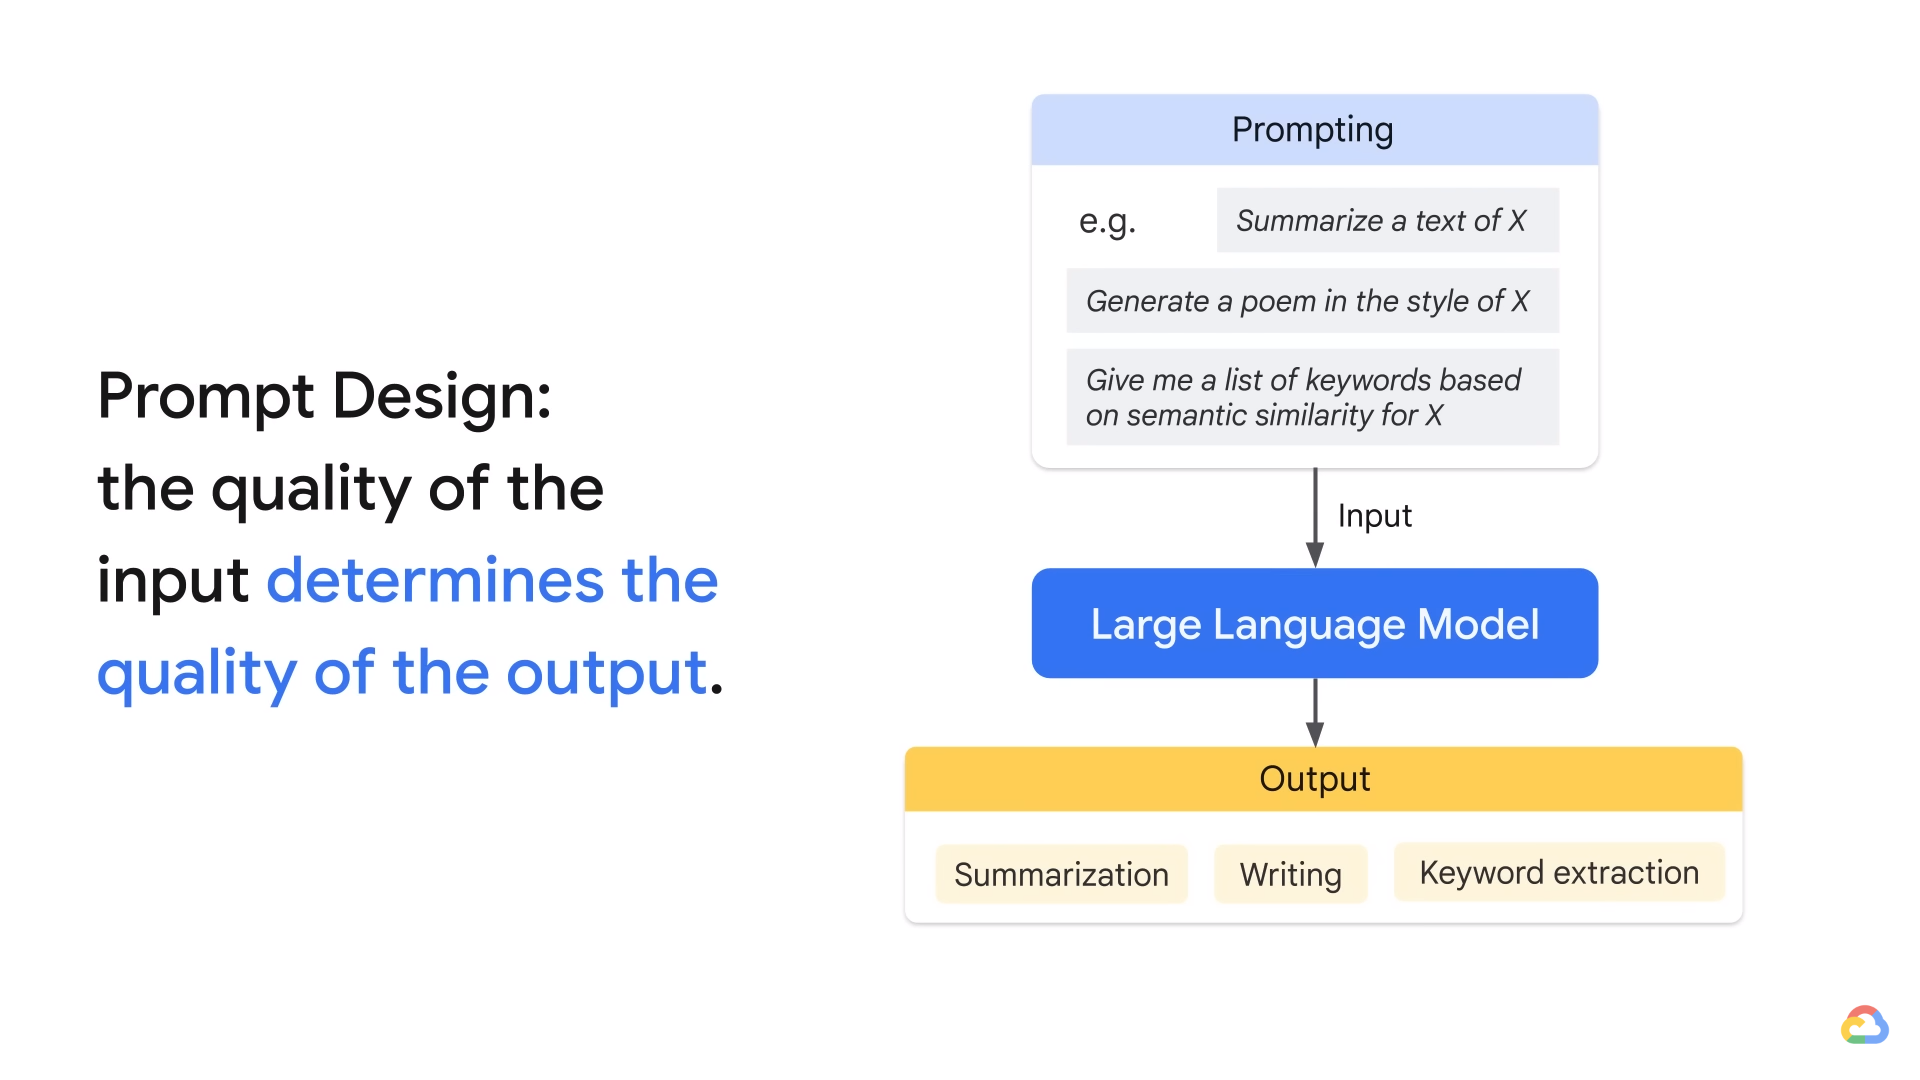 Prompt Design:
the quality of the
input determines the
quality of the output.
Prompting
e.g.
Summarize a text of X
Generate a poem in the style of X
Give me a list of keywords based
on semantic similarity for X
Input
Large Language Model
Output
Summarization
Writing
Keyword extraction